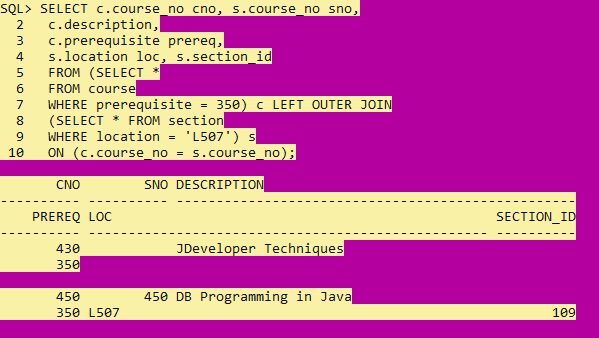 SQL> SELECT c.course_no cno, s.course_no sno,
  2   c.description,
  3   c.prerequisite prereq,
  4   s.location loc, s.section_id
  5   FROM (SELECT *
  6   FROM course
  7   WHERE prerequisite = 350) c LEFT OUTER JOIN
  8   (SELECT * FROM section
  9   WHERE location = 'L507') s
 10   ON (c.course_no = s.course_no);
       CNO        SNO DESCRIPTION
---------- ---------- --------------------------------------------------
    PREREQ LOC                                                SECTION_ID
---------- -------------------------------------------------- ----------
       430            JDeveloper Techniques
       350
       450        450 DB Programming in Java
       350 L507                                                      109